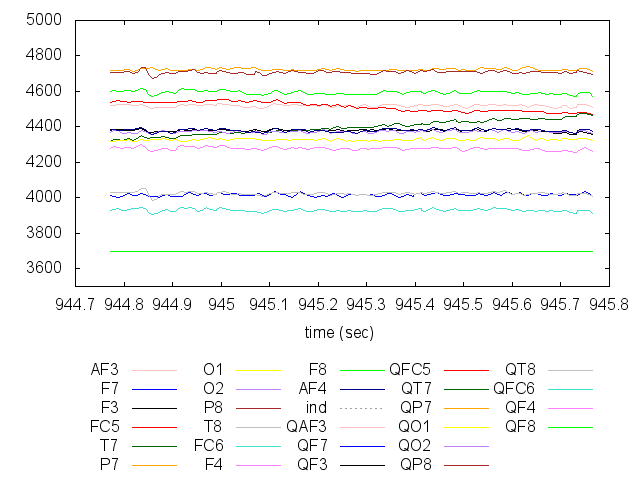 5000
4800
4600
4400
4200
4000
3800
3600
944.7 944.8 944.9 945 945.1 945.2 945.3 945.4 945.5 945.6 945.7 945.8
time (sec)
AF3 O1 F8 QFC5 QT8
F7 O2 AF4 QT7 QFC6
F3 P8 ind QP7 QF4
FC5 T8 QAF3 QO1 QF8
T7 FC6 QF7 QO2
P7 F4 QF3 QP8